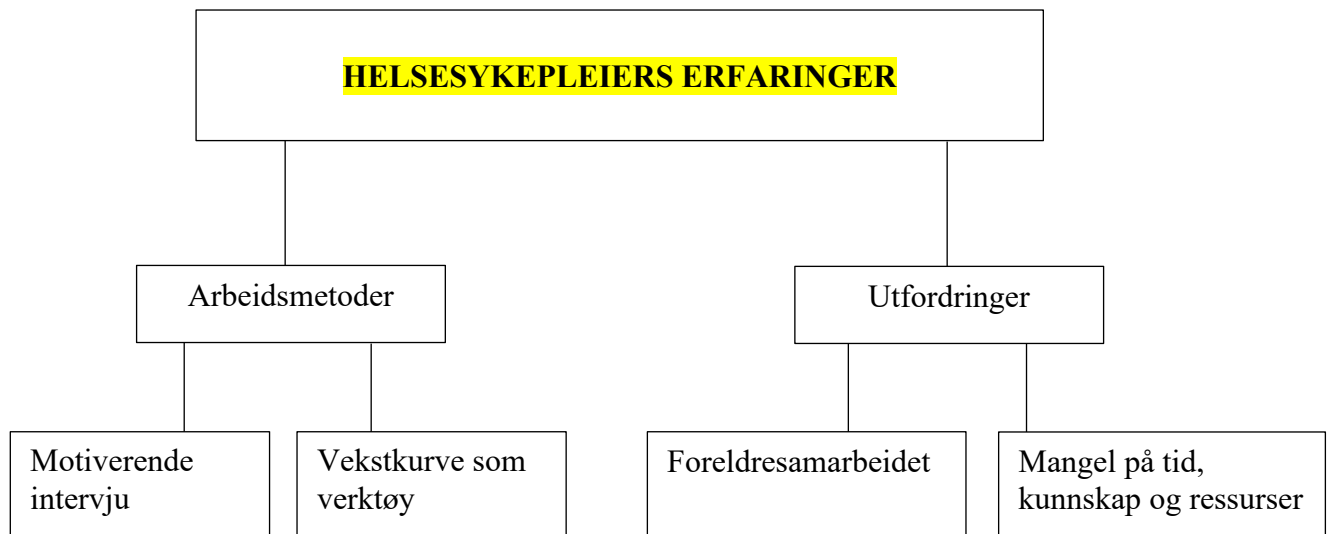 HELSESYKEPLEIERS ERFARINGER
Arbeidsmetoder
Utfordringer
Motiverende
intervju
Vekstkurve som
verktøy
Foreldresamarbeidet
Mangel på tid,
kunnskap og ressurser